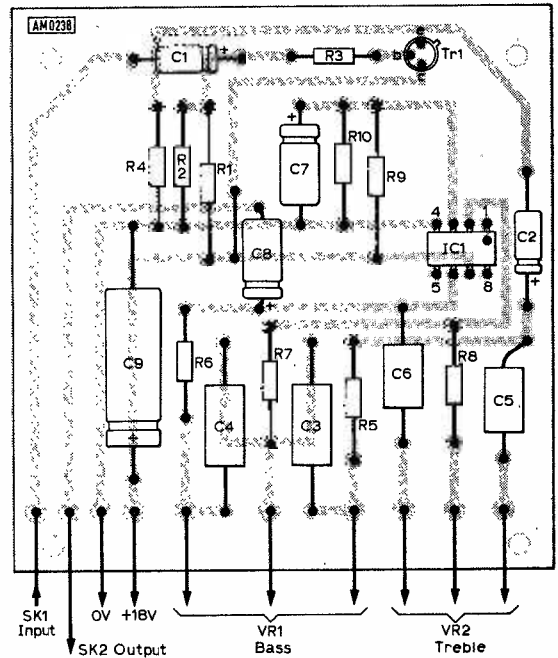 AM0238
C1
+
R3
b
c
e
Tr1
R4
R2
R1
+
C7
R10
R9
4
1
IC1
5
8
C2
+
C8
+
C9
+
R6
C4
R7
C3
R5
C6
R8
C5
SK1
Input
SK2 Output
0V
+18V
VR1
Bass
VR2
Treble